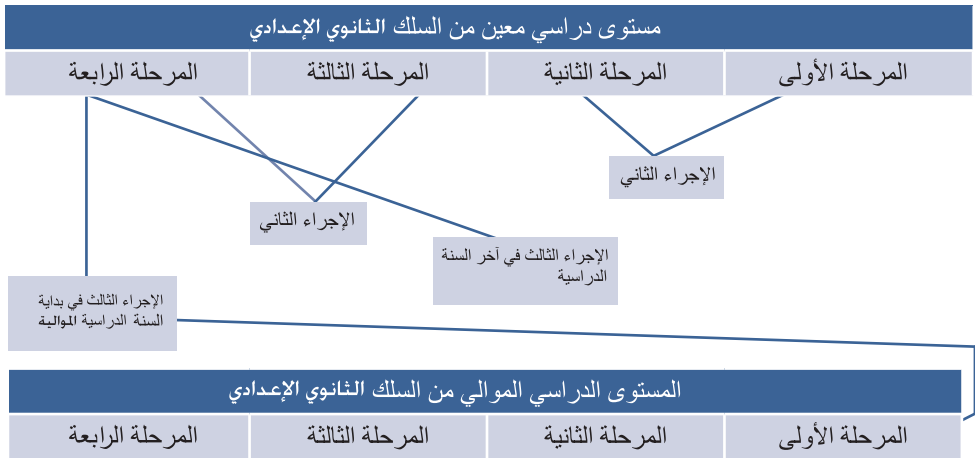 مستوى دراسي معين من السلك الثانوي الإعدادي
المرحلة الأولى
المرحلة الثانية
المرحلة الثالثة
المرحلة الرابعة
الإجراء الثاني
الإجراء الثاني
الإجراء الثالث في آخر السنة
الدراسية
الإجراء الثالث في بداية
السنة الدراسية الموالية
المستوى الدراسي الموالي من السلك الثانوي الإعدادي
المرحلة الأولى
المرحلة الثانية
المرحلة الثالثة
المرحلة الرابعة